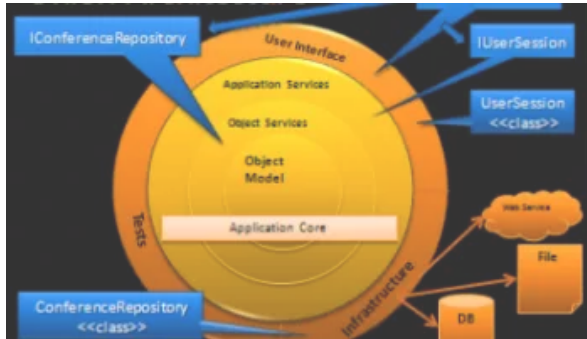 IConferenceRepository
User Interface
IUserSession
Application Services
UserSession
<<class>>
Object Services
Object
Model
Web Service
Tests
Application Core
File
Infrastructure
ConferenceRepository
<<class>>
DB